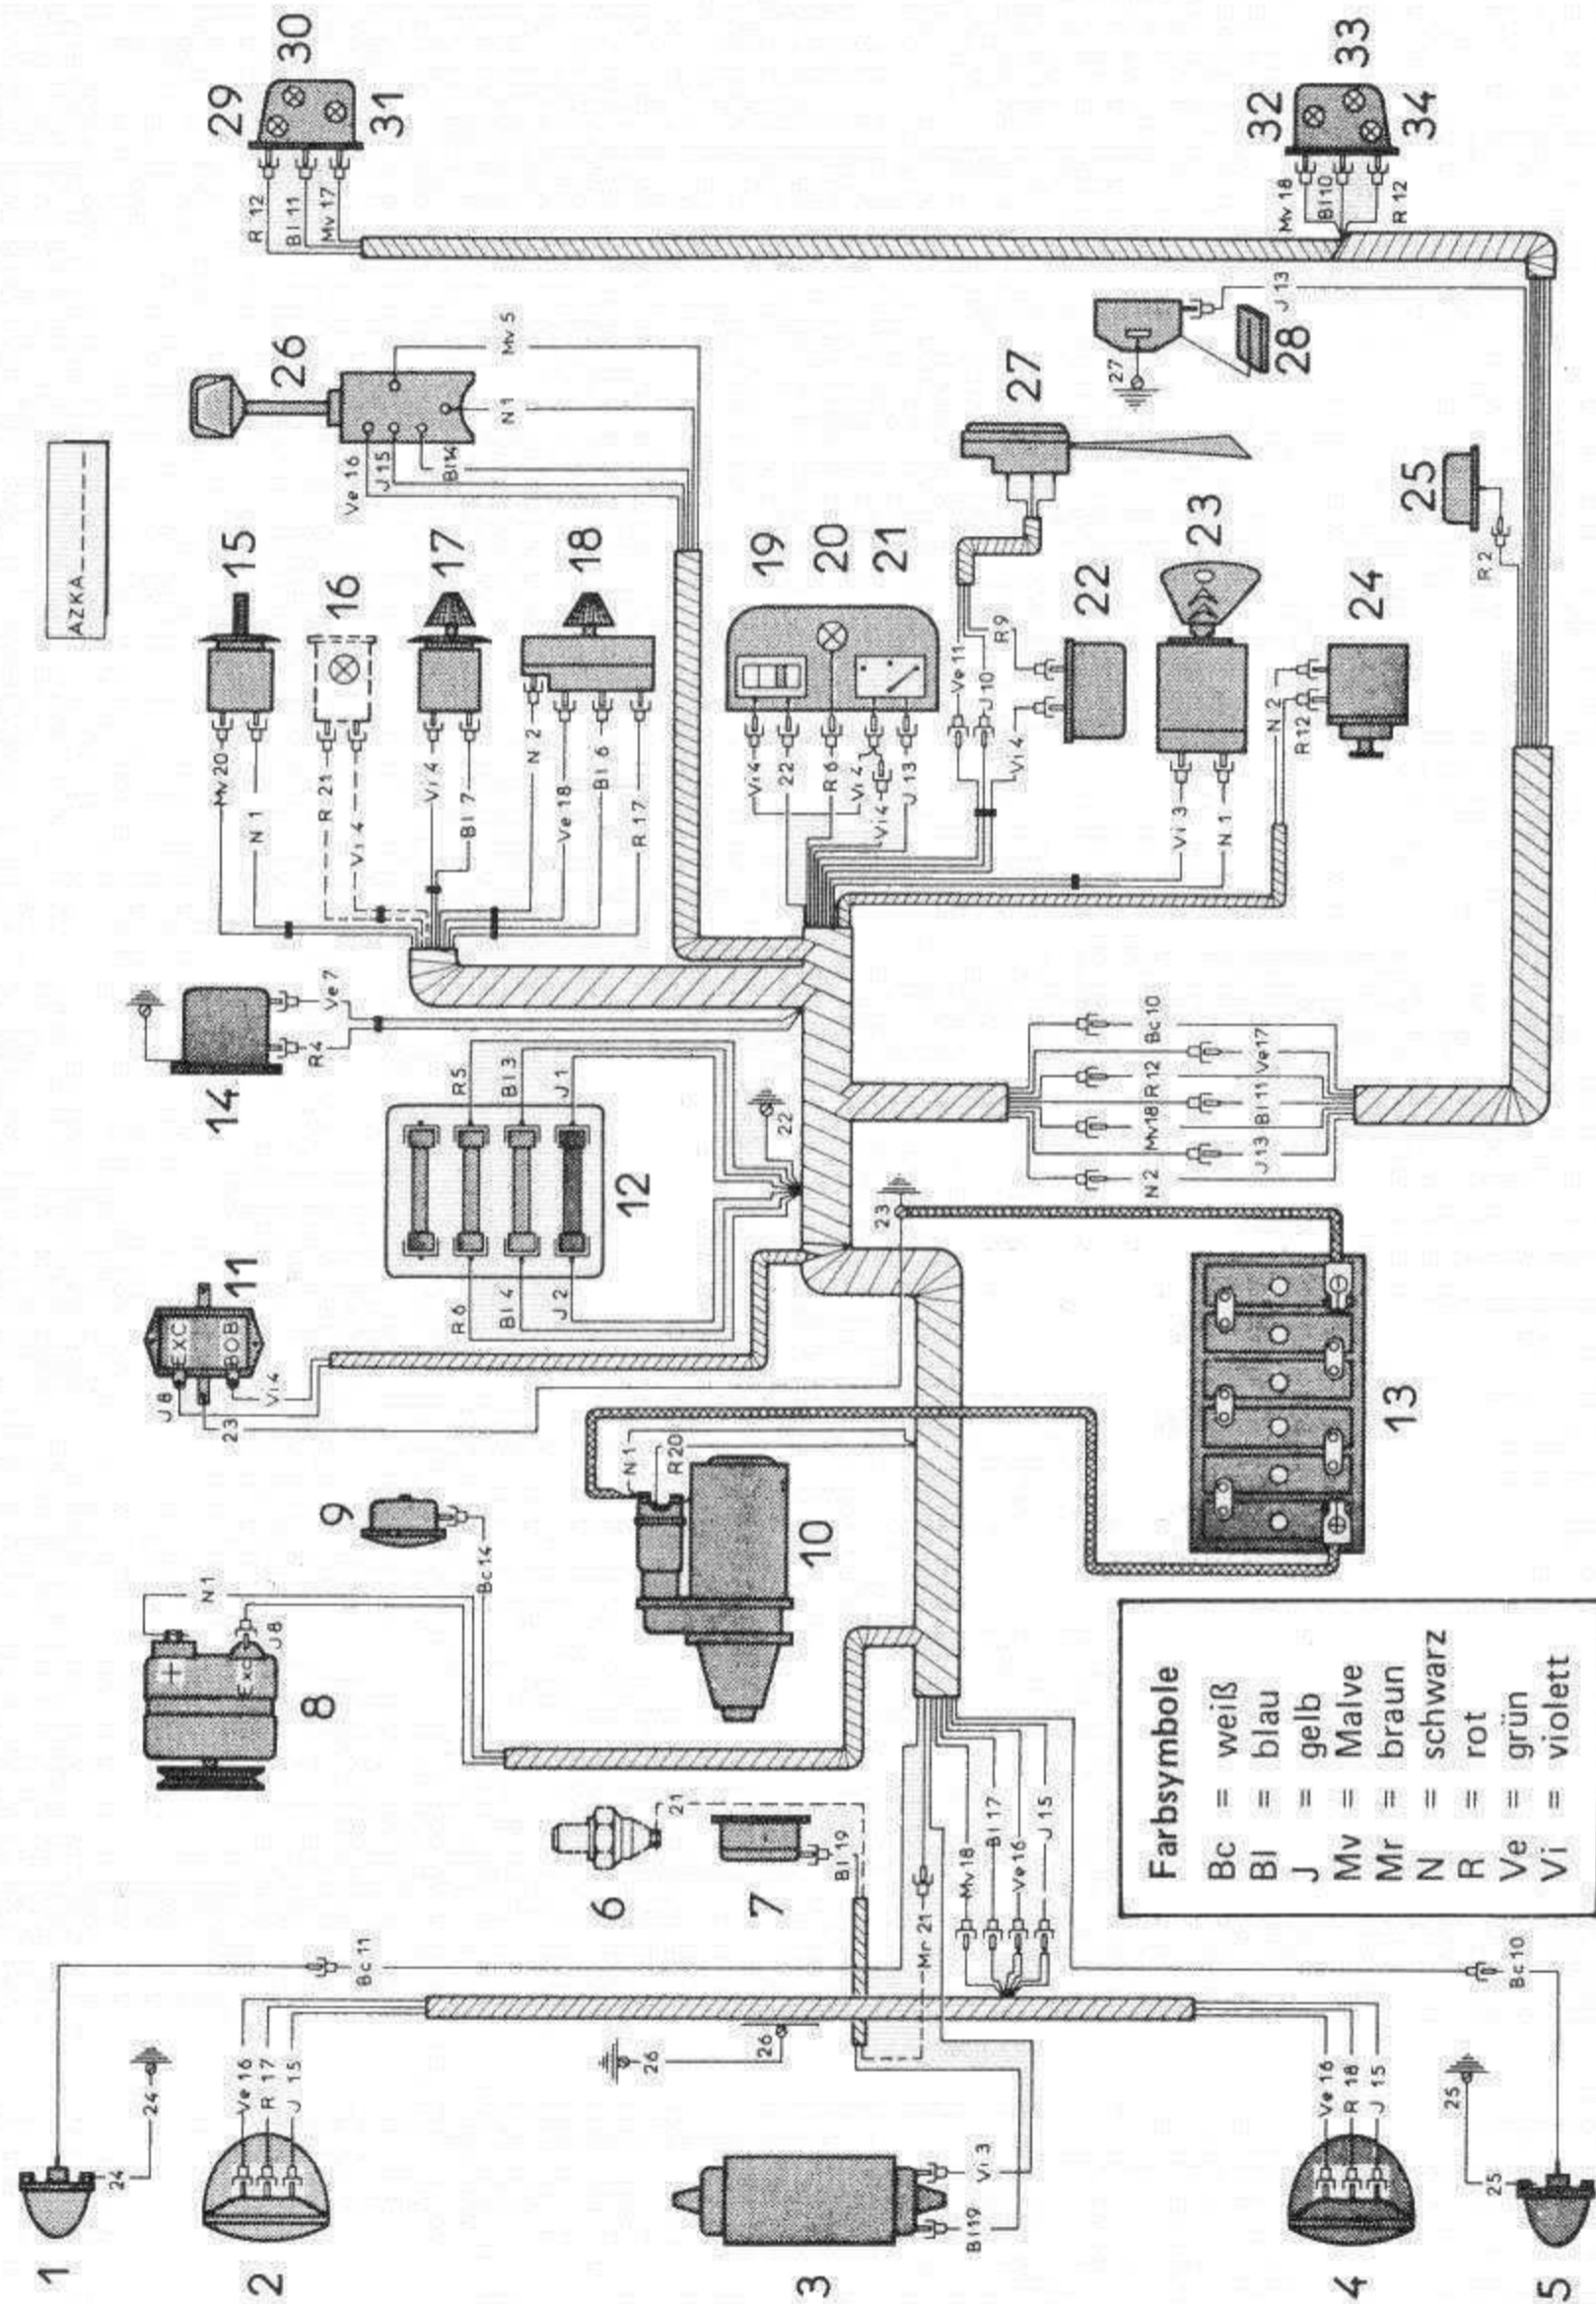 AZKA
29
30
31
R 12
Bl 11
Mv 17
32
33
34
Mv 18
Bl 10
R 12
26
Mv 5
N 1
Ve 16
J 15
Bl 14
27
28
27
J 13
25
R 2
15
16
17
18
Mv 20
N 1
R 21
Vi 4
Vi 4
Bl 7
N 2
Ve 18
Bl 6
R 17
19
20
21
Vi 4
22
R 6
Vi 4
Vi 4
J 13
Ve 11
J 10
R 9
Vi 4
22
23
Vi 3
N 1
24
N 2
R 12
14
R 4
Ve 7
12
R 5
Bl 3
J 1
R 6
Bl 4
J 2
22
Bc 10
Ve 17
R 12
Bl 11
Mv 18
J 13
N 2
11
EXC
BOB
J 8
23
Vi 4
23
13
+
−
10
N 1
R 20
9
Bc 14
8
+
Exc
N 1
J 8
6
21
7
Bl 19
Mr 21
Mv 18
Bl 17
Ve 16
J 15
Bc 11
Bc 10
1
24
24
2
Ve 16
R 17
J 15
26
26
3
Vi 3
Bl 19
4
Ve 16
R 18
J 15
5
25
25
Farbsymbole
Bc = weiß
Bl = blau
J = gelb
Mv = Malve
Mr = braun
N = schwarz
R = rot
Ve = grün
Vi = violett